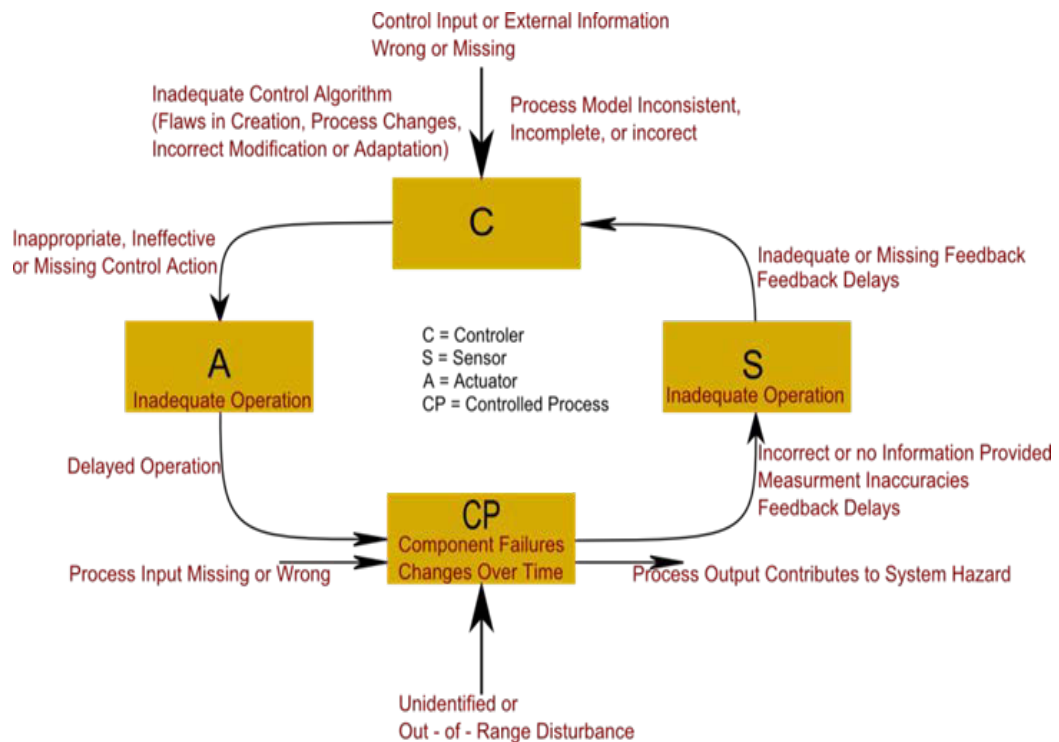 Control Input or External Information
Wrong or Missing
Inadequate Control Algorithm
(Flaws in Creation, Process Changes,
Incorrect Modification or Adaptation)
Process Model Inconsistent,
Incomplete, or incorect
C
Inappropriate, Ineffective
or Missing Control Action
Inadequate or Missing Feedback
Feedback Delays
A
Inadequate Operation
C = Controler
S = Sensor
A = Actuator
CP = Controlled Process
S
Inadequate Operation
Delayed Operation
Incorrect or no Information Provided
Measurment Inaccuracies
Feedback Delays
CP
Component Failures
Changes Over Time
Process Input Missing or Wrong
Process Output Contributes to System Hazard
Unidentified or
Out - of - Range Disturbance